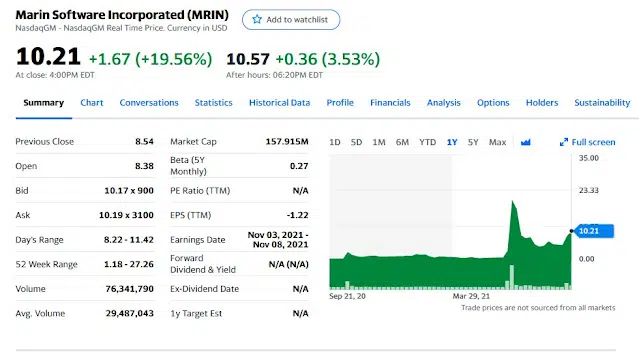 Marin Software Incorporated (MRIN)
NasdaqGM - NasdaqGM Real Time Price. Currency in USD
Add to watchlist
10.21 +1.67 (+19.56%)
At close: 4:00PM EDT
10.57 +0.36 (3.53%)
After hours: 06:20PM EDT
Summary Chart Conversations Statistics Historical Data Profile Financials Analysis Options Holders Sustainability
Previous Close 8.54
Open 8.38
Bid 10.17 x 900
Ask 10.19 x 3100
Day's Range 8.22 - 11.42
52 Week Range 1.18 - 27.26
Volume 76,341,790
Avg. Volume 29,487,043
Market Cap 157.915M
Beta (5Y
Monthly) 0.27
PE Ratio (TTM) N/A
EPS (TTM) -1.22
Earnings Date Nov 03, 2021 -
Nov 08, 2021
Forward
Dividend & Yield N/A (N/A)
Ex-Dividend Date N/A
1y Target Est N/A
1D 5D 1M 6M YTD 1Y 5Y Max Full screen
35.00
23.33
10.21
0.00
Sep 21, 20 Mar 29, 21
Trade prices are not sourced from all markets